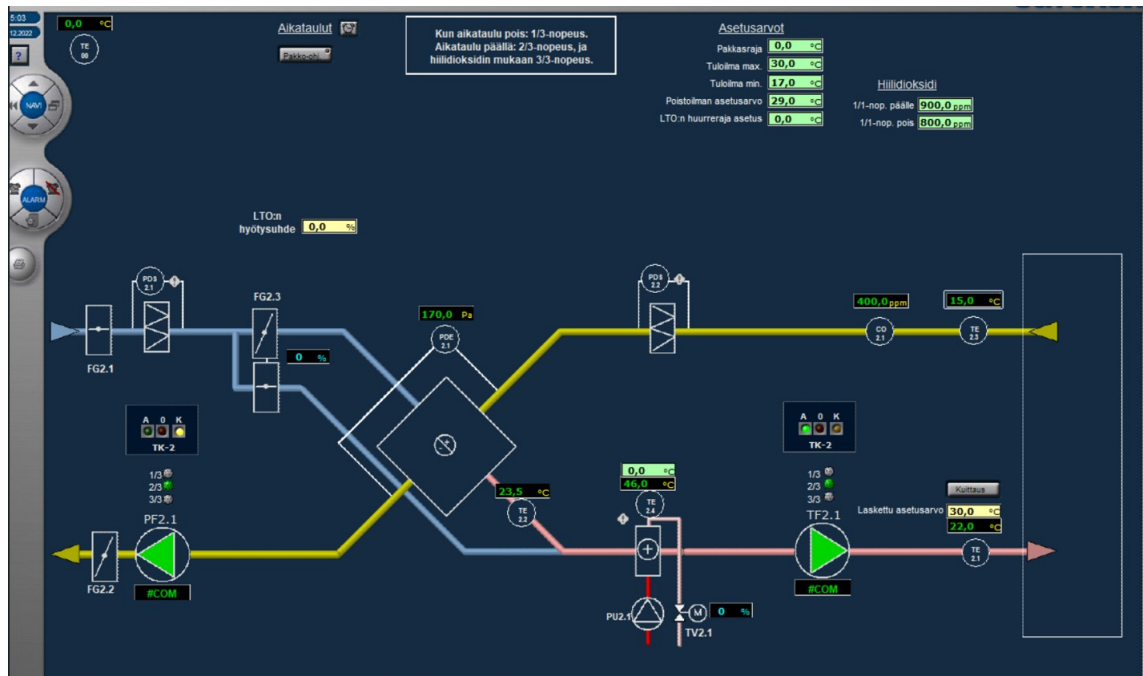 5:03
12.2022
?
NAVI
ALARM
0,0 °C
TE
00
Aikataulut
Pakko-ohj.
Kun aikataulu pois: 1/3-nopeus.
Aikataulu päällä: 2/3-nopeus, ja
hiilidioksidin mukaan 3/3-nopeus.
Asetusarvot
Pakkasraja 0,0 °C
Tuloilma max. 30,0 °C
Tuloilma min. 17,0 °C
Poistoilman asetusarvo 29,0 °C
LTO:n huurreraja asetus 0,0 °C
Hiilidioksidi
1/1-nop. päälle 900,0 ppm
1/1-nop. pois 800,0 ppm
LTO:n
hyötysuhde 0,0 %
PDS
2.1
FG2.1
FG2.3
0 %
170,0 Pa
PDE
2.1
PDS
2.2
400,0 ppm
CO
2.1
15,0 °C
TE
2.3
A 0 K
TK-2
1/3
2/3
3/3
PF2.1
#COM
FG2.2
23,5 °C
TE
2.2
0,0 °C
46,0 °C
TE
2.4
PU2.1
M
0 %
TV2.1
A 0 K
TK-2
1/3
2/3
3/3
TF2.1
#COM
Kuittaus
Laskettu asetusarvo 30,0 °C
22,0 °C
TE
2.1